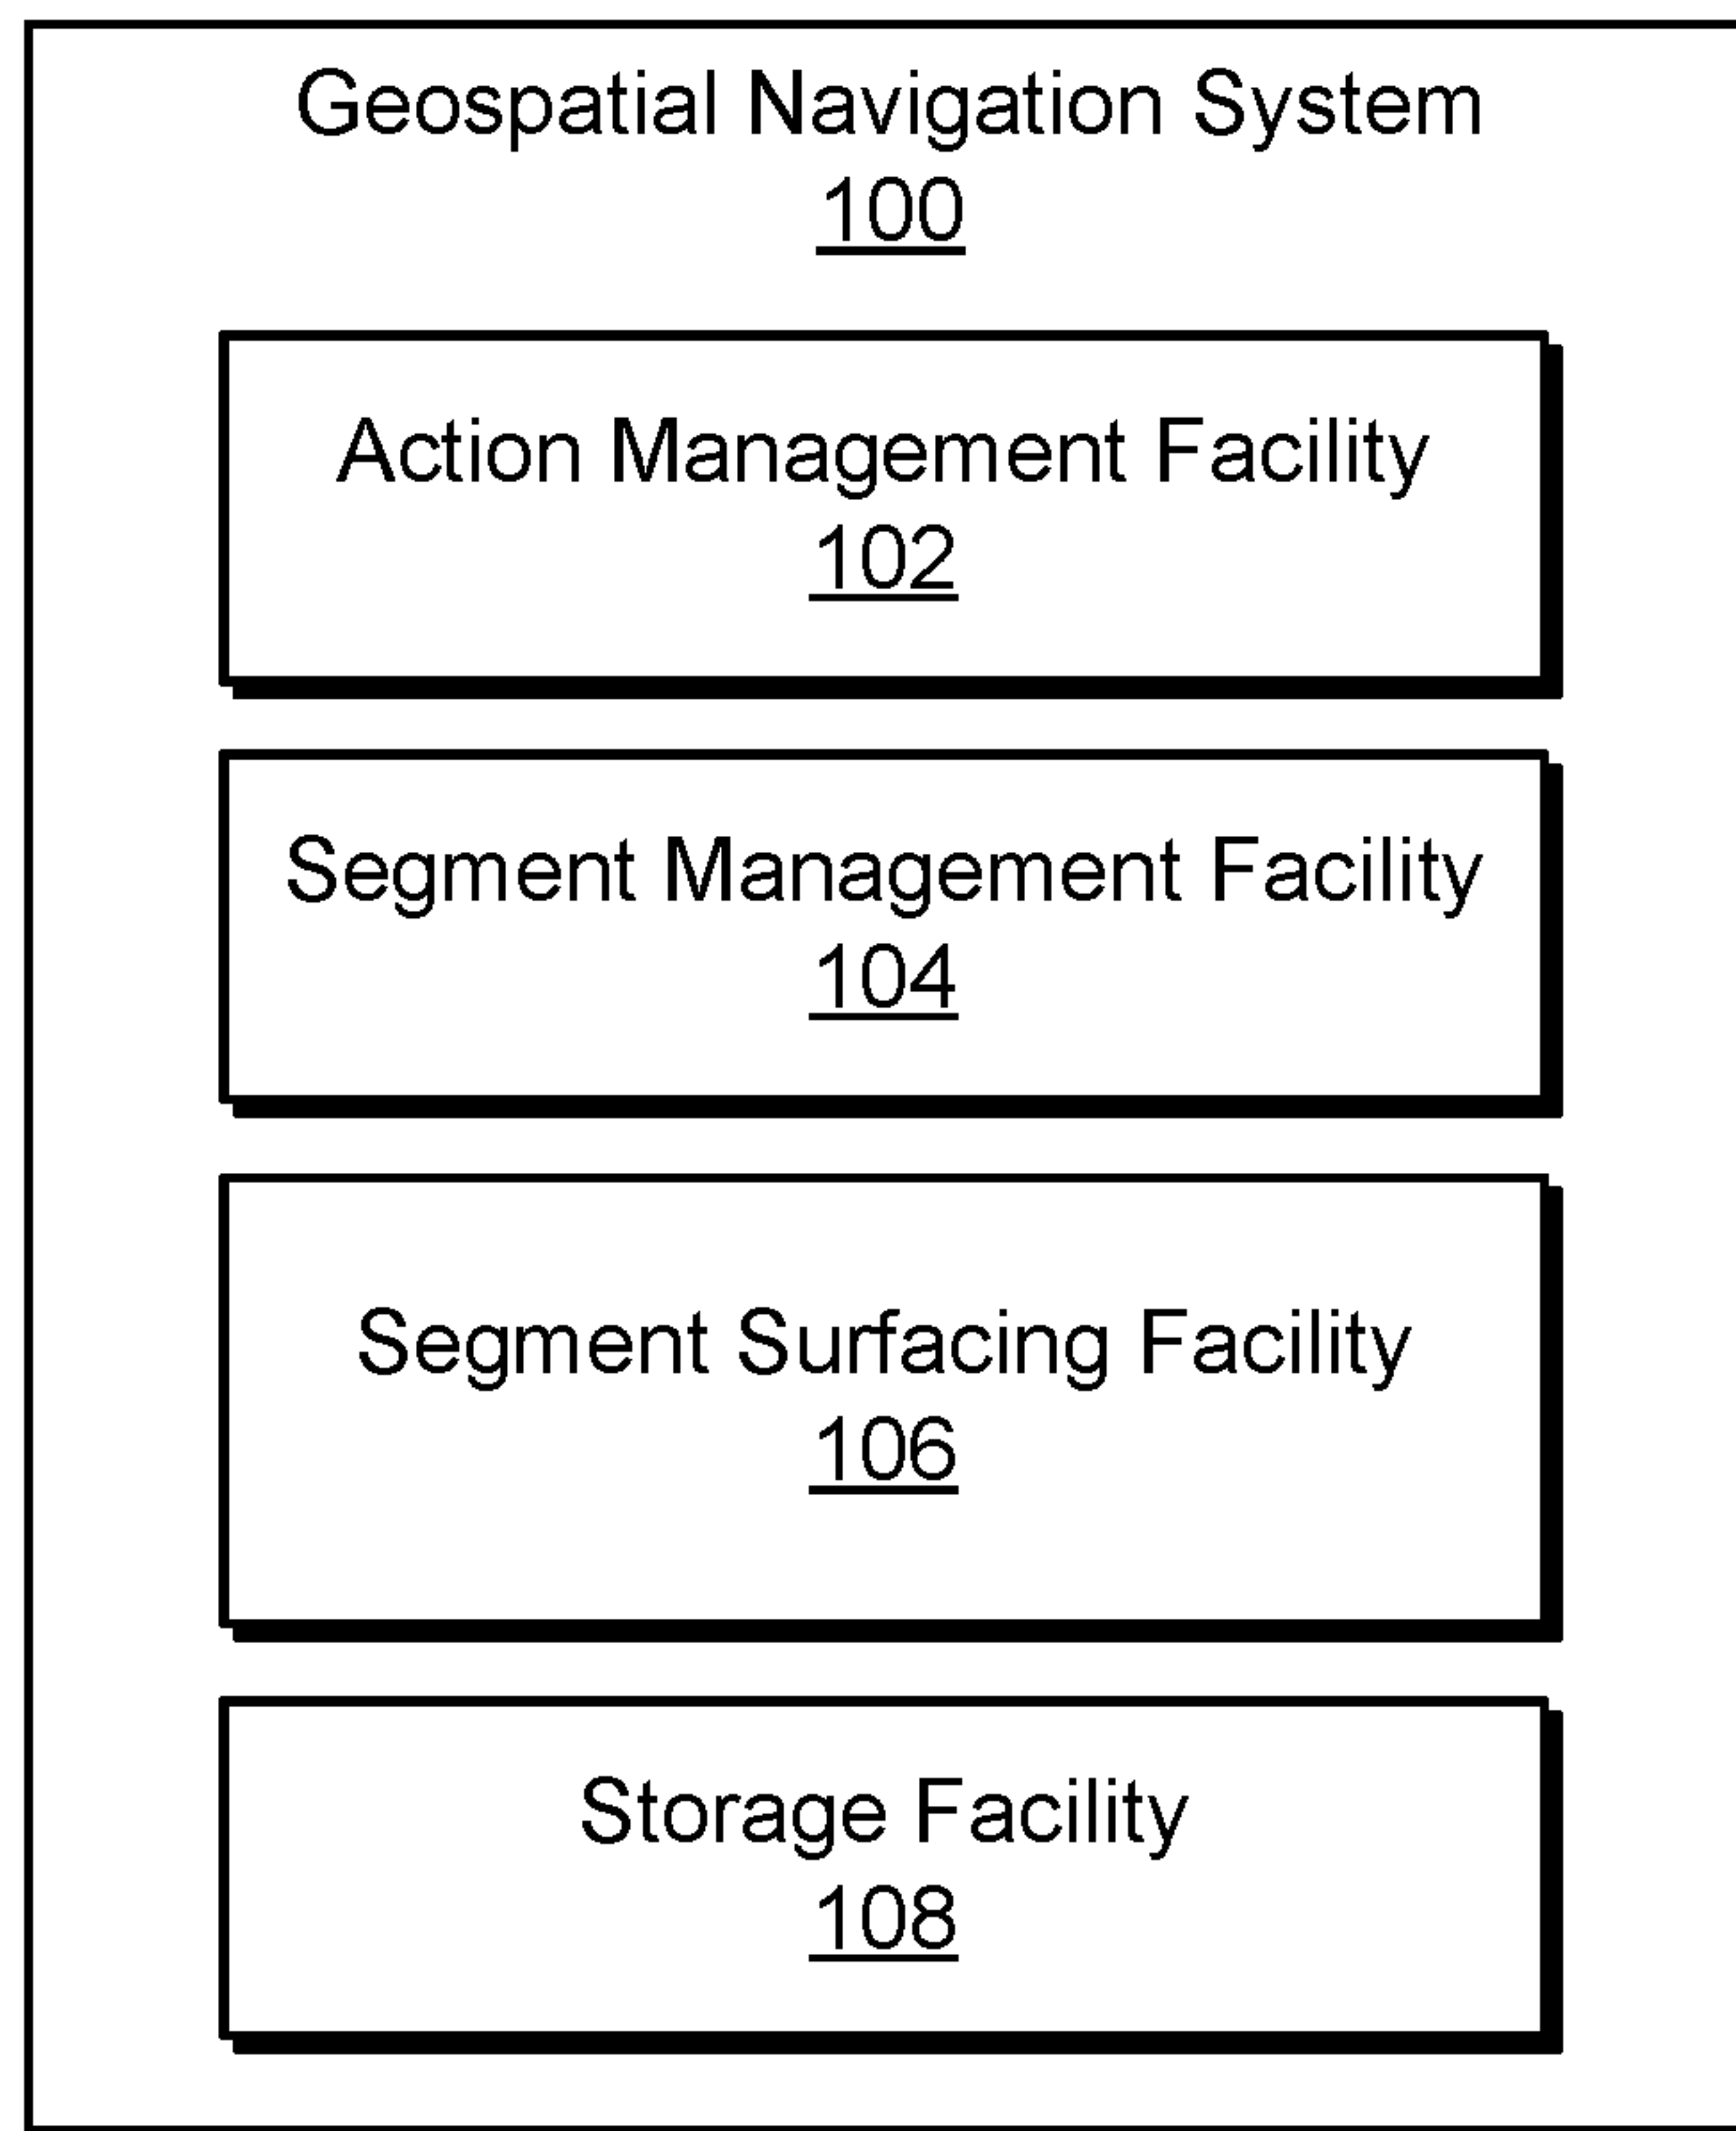 Geospatial Navigation System
100
Action Management Facility
102
Segment Management Facility
104
Segment Surfacing Facility
106
Storage Facility
108